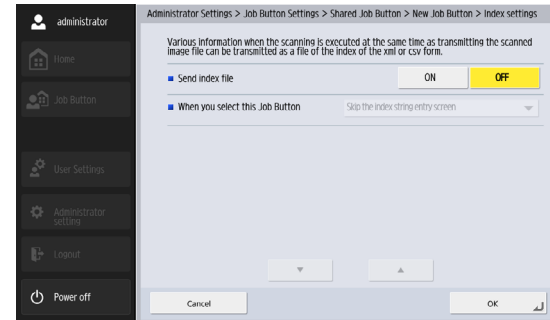 administrator
Administrator Settings > Job Button Settings > Shared Job Button > New Job Button > Index settings
Various information when the scanning is executed at the same time as transmitting the scanned
image file can be transmitted as a file of the index of the xml or csv form.
Home
Send index file
ON
OFF
Job Button
When you select this Job Button
Skip the index string entry screen
User Settings
Administrator
setting
Logout
Power off
Cancel
OK